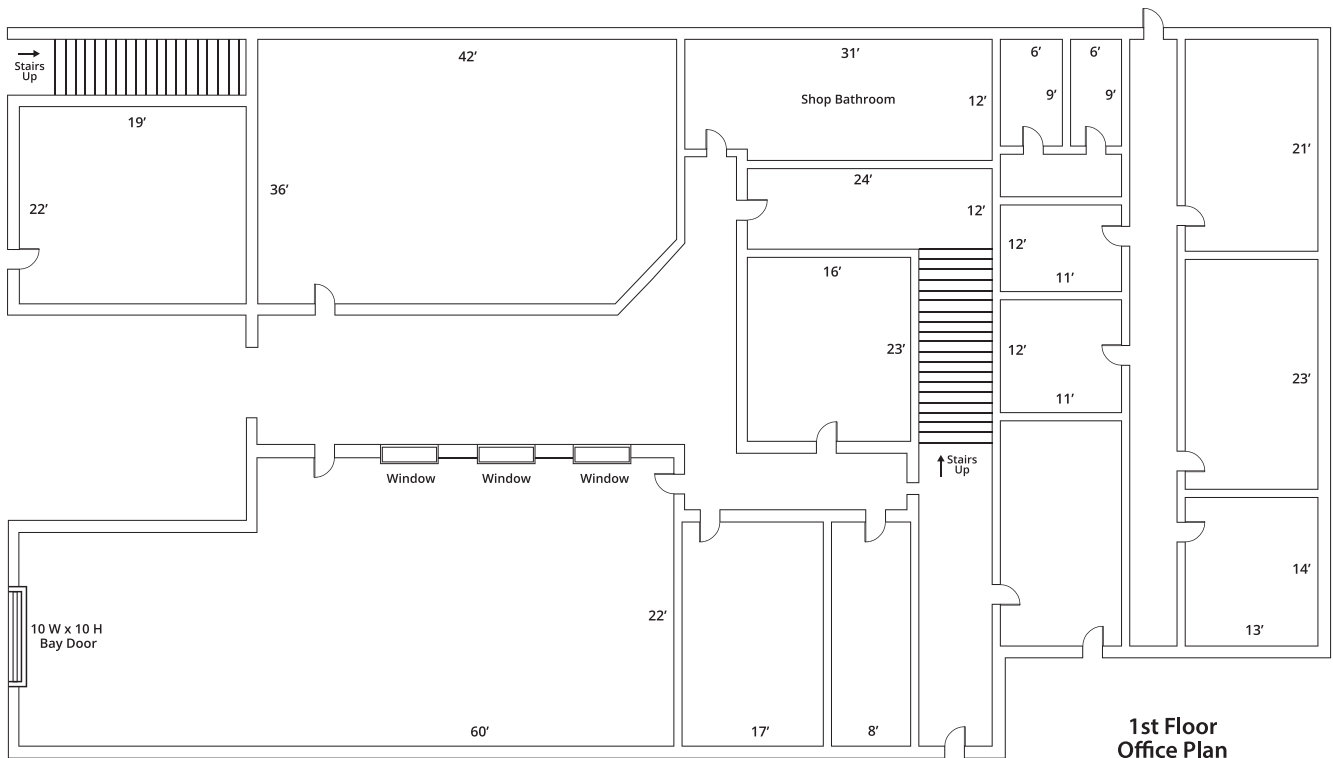 →
Stairs
Up
42’
31’
Shop Bathroom
12’
6’
9’
6’
9’
19’
22’
36’
21’
24’
12’
12’
11’
16’
23’
12’
11’
23’
↑ Stairs
Up
Window
Window
Window
10 W x 10 H
Bay Door
22’
60’
17’
8’
14’
13’
1st Floor
Office Plan